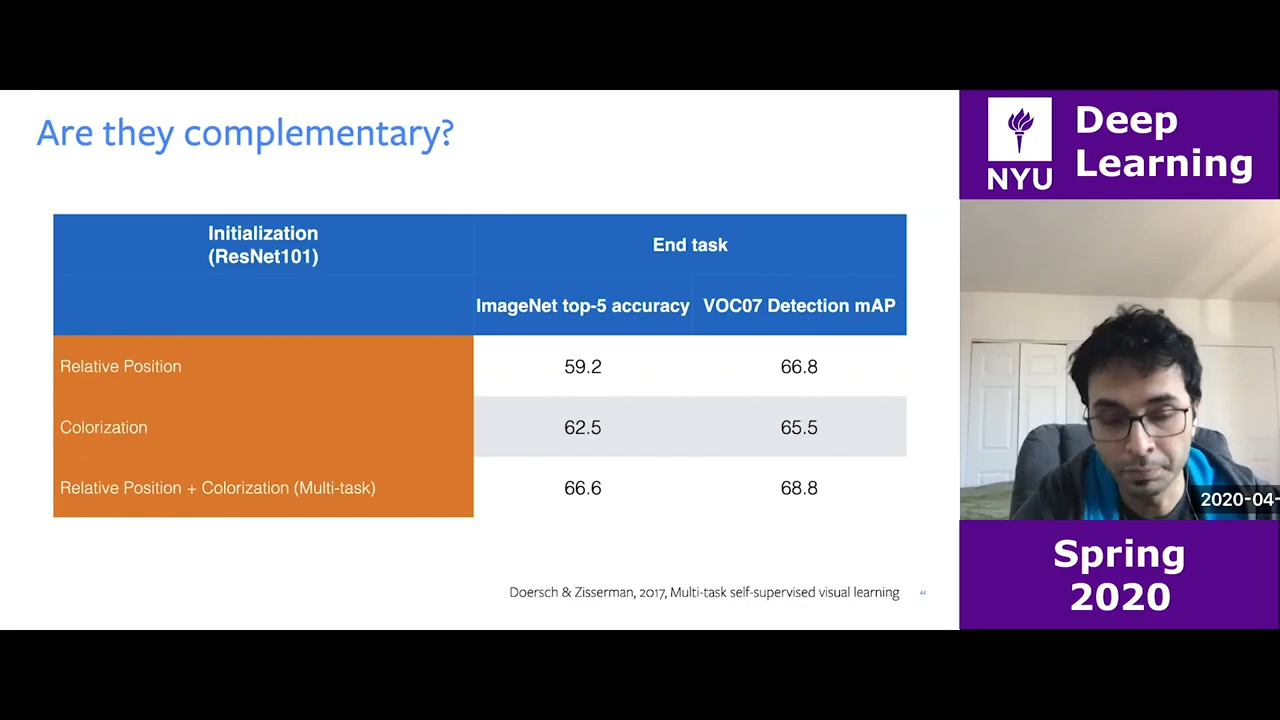 Are they complementary?
Initialization
(ResNet101)
End task
ImageNet top-5 accuracy
VOC07 Detection mAP
Relative Position
59.2
66.8
Colorization
62.5
65.5
Relative Position + Colorization (Multi-task)
66.6
68.8
Doersch & Zisserman, 2017, Multi-task self-supervised visual learning
44
NYU
Deep
Learning
2020-04-
Spring
2020